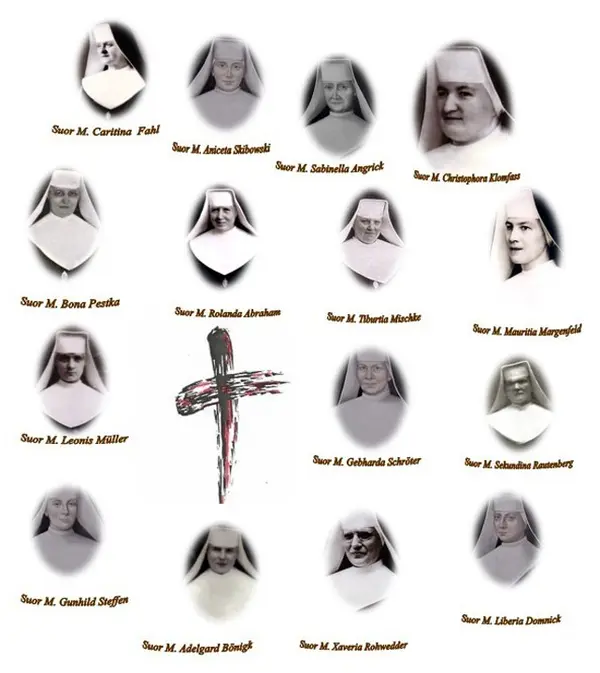 Suor M. Caritina Fahl
Suor M. Aniceta Skibowski
Suor M. Sabinella Angrick
Suor M. Christophora Klomfass
Suor M. Bona Pestka
Suor M. Rolanda Abraham
Suor M. Tiburtia Mischke
Suor M. Mauritia Margenfeld
Suor M. Leonis Müller
Suor M. Gebharda Schröter
Suor M. Sekundina Rautenberg
Suor M. Gunhild Steffen
Suor M. Adelgard Bönigk
Suor M. Xaveria Rohwedder
Suor M. Liberia Domnick